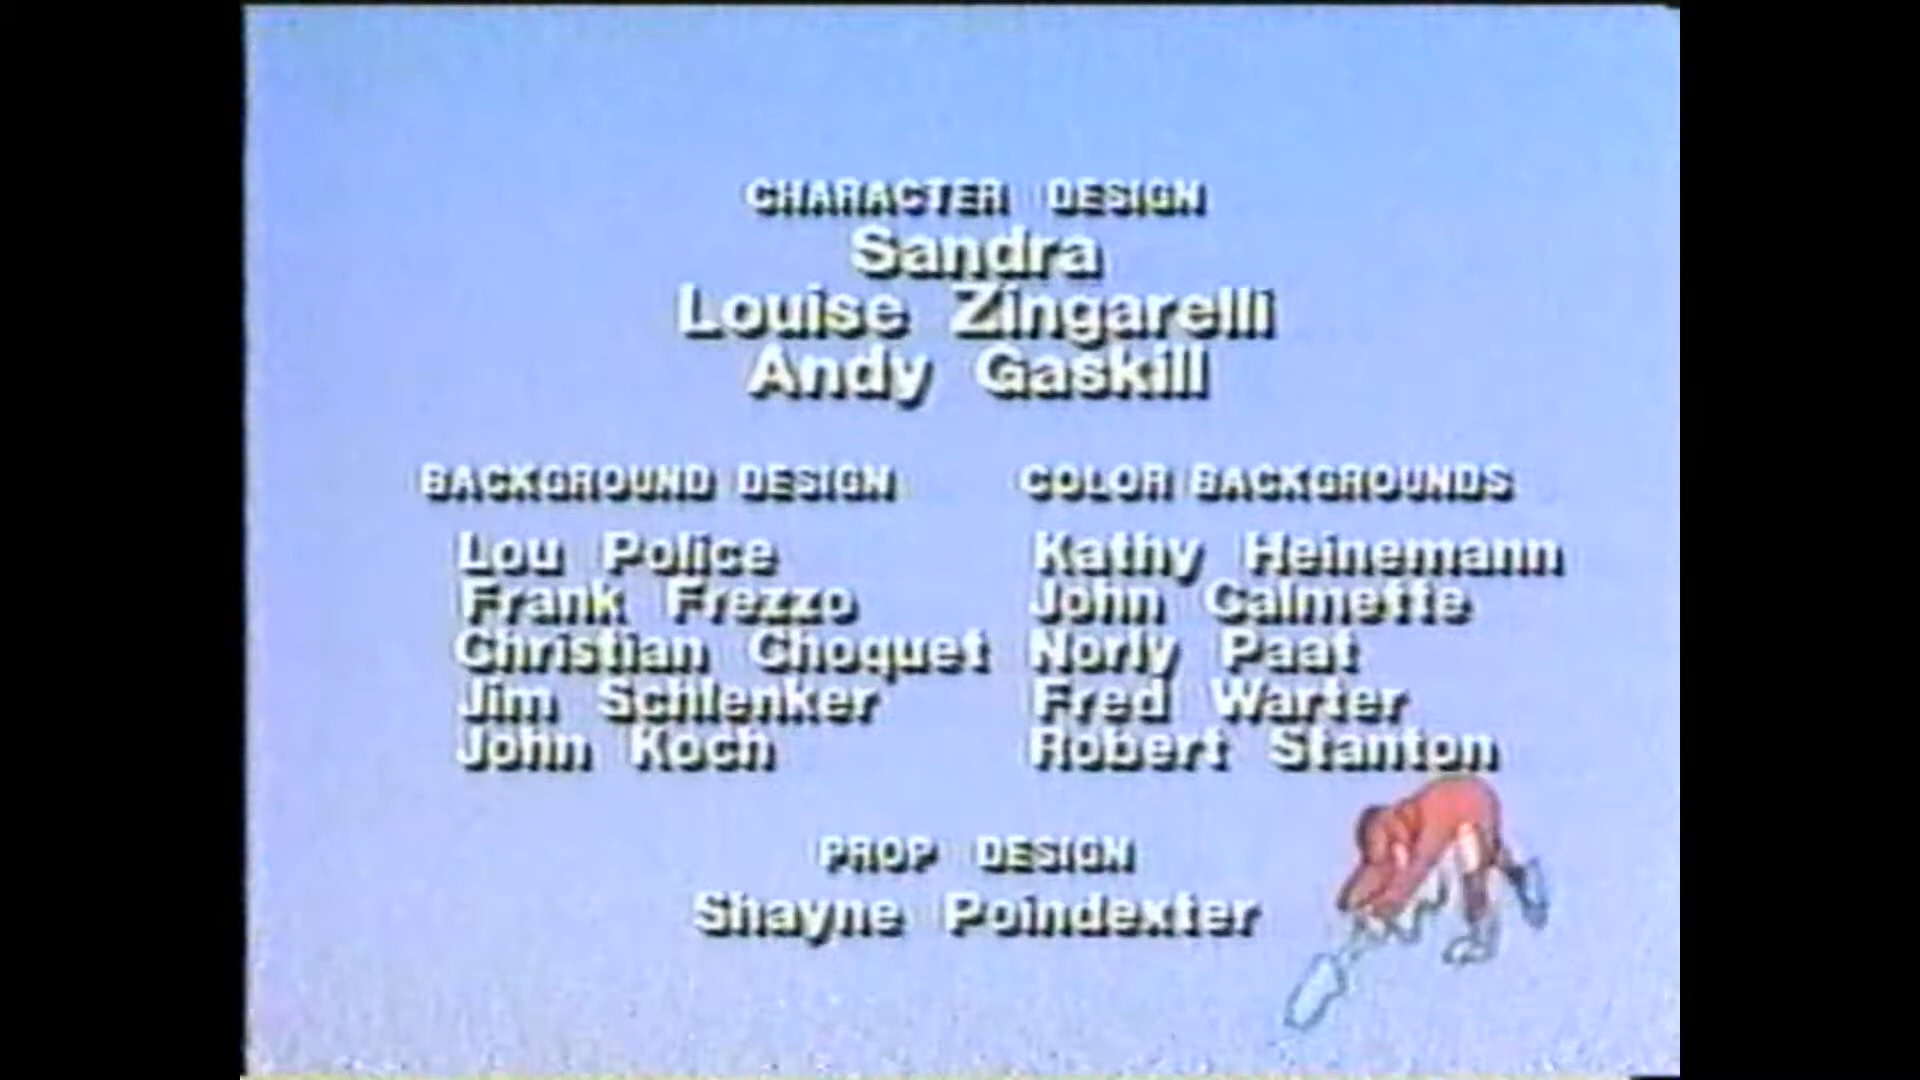 CHARACTER DESIGN
Sandra
Louise Zingarelli
Andy Gaskill
BACKGROUND DESIGN
Lou Police
Frank Frezzo
Christian Choquet
Jim Schlenker
John Koch
COLOR BACKGROUNDS
Kathy Heinemann
John Calmette
Norly Paat
Fred Warter
Robert Stanton
PROP DESIGN
Shayne Poindexter